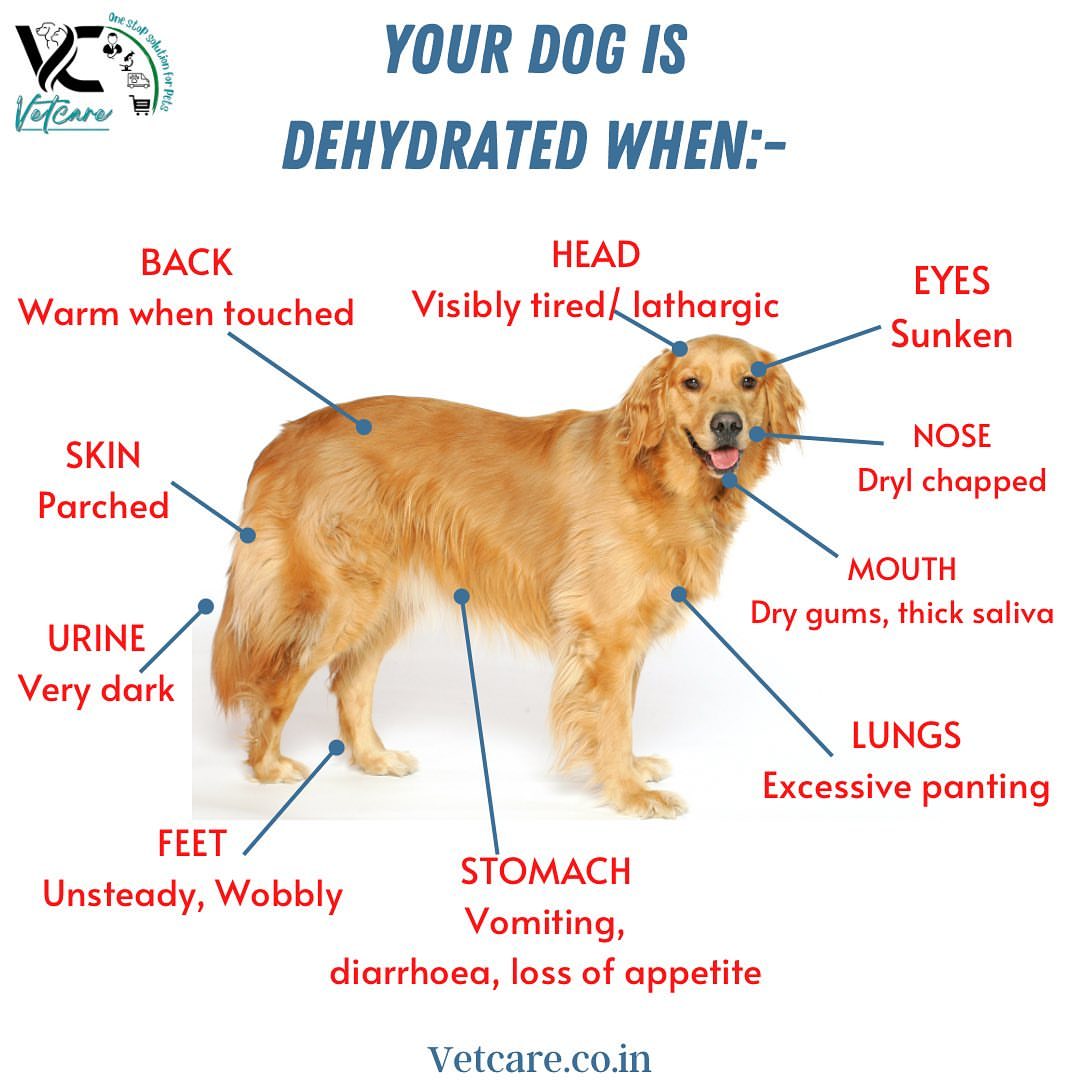 One stop solution for Pets
VC
Vetcare
YOUR DOG IS
DEHYDRATED WHEN:-
BACK
Warm when touched
HEAD
Visibly tired/ lathargic
EYES
Sunken
SKIN
Parched
NOSE
Dryl chapped
MOUTH
Dry gums, thick saliva
URINE
Very dark
LUNGS
Excessive panting
FEET
Unsteady, Wobbly
STOMACH
Vomiting,
diarrhoea, loss of appetite
Vetcare.co.in